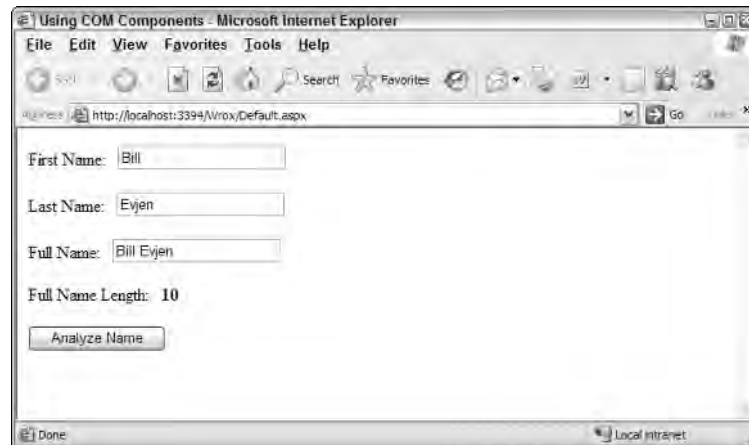 Using COM Components - Microsoft Internet Explorer
File Edit View Favorites Tools Help
Search Favorites
Address http://localhost:3394/Wrox/Default.aspx Go
First Name: Bill
Last Name: Evjen
Full Name: Bill Evjen
Full Name Length: 10
Analyze Name
Done Local intranet